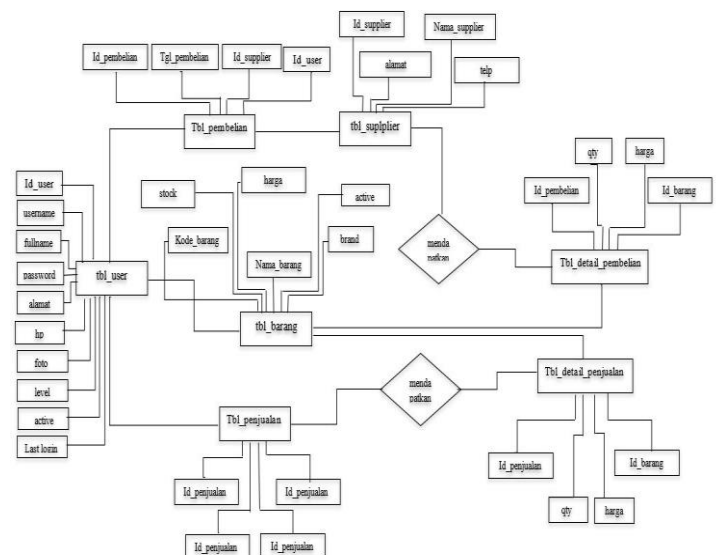 Id_supplier
Nama_supplier
Id_pembelian
Tgl_pembelian
Id_supplier
Id_user
alamat
telp
Tbl_pembelian
tbl_suplplier
qty
harga
Id_pembelian
Id_barang
Id_user
username
fullname
password
alamat
hp
foto
level
active
Last login
tbl_user
stock
harga
active
Kode_barang
Nama_barang
brand
tbl_barang
menda
patkan
Tbl_detail_pembelian
menda
patkan
Tbl_detail_penjualan
Tbl_penjualan
Id_penjualan
Id_penjualan
Id_penjualan
Id_penjualan
Id_penjualan
Id_barang
qty
harga